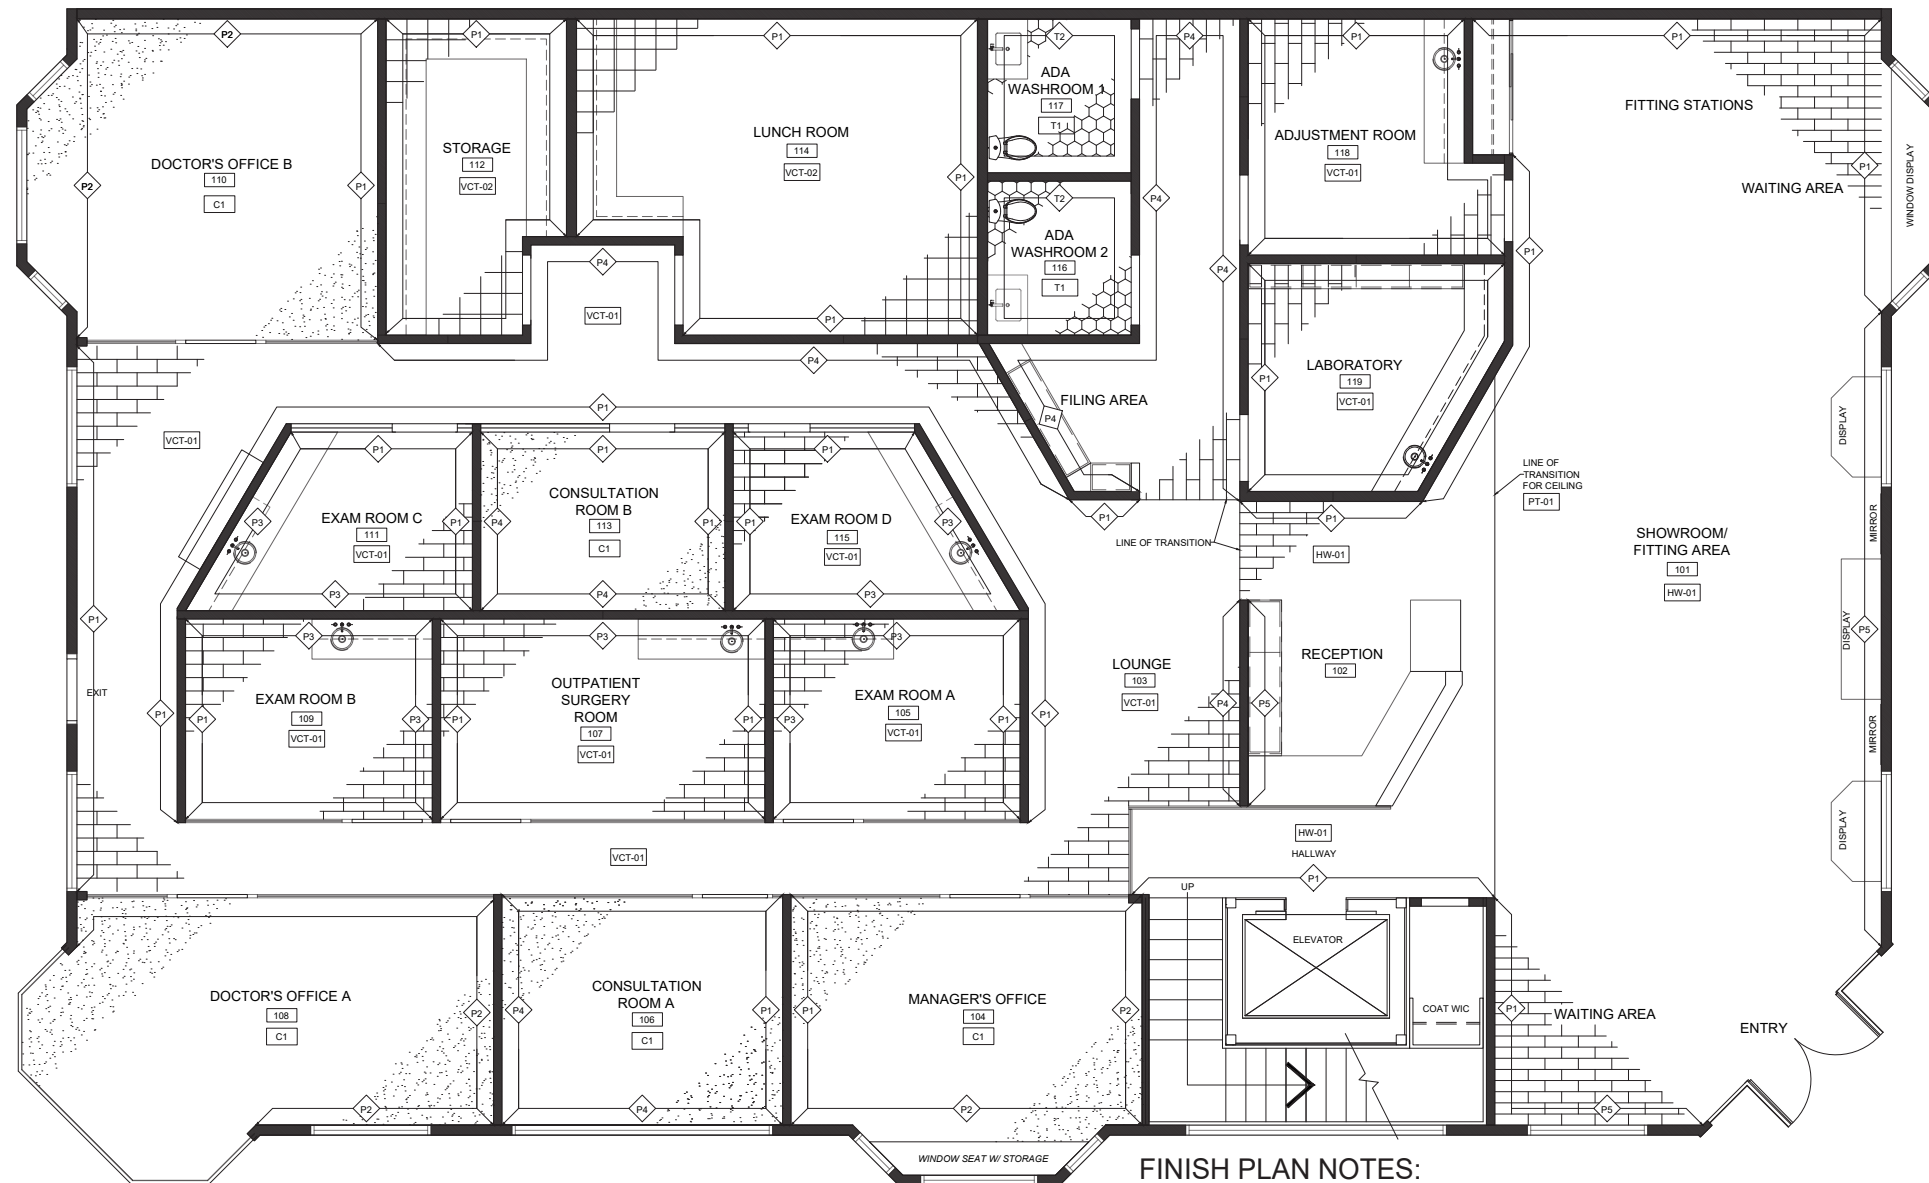 P2
P1
P1
T2
P4
P1
P1
FITTING STATIONS
ADA
WASHROOM 1
117
T1
LUNCH ROOM
114
VCT-02
STORAGE
112
VCT-02
DOCTOR'S OFFICE B
110
C1
P2
P1
P1
ADJUSTMENT ROOM
118
VCT-01
P1
WAITING AREA
WINDOW DISPLAY
T2
P4
ADA
WASHROOM 2
116
T1
P4
P4
P1
VCT-01
P1
P4
LABORATORY
119
VCT-01
P1
FILING AREA
P4
P1
VCT-01
DISPLAY
P1
P1
P1
LINE OF
TRANSITION
FOR CEILING
PT-01
EXAM ROOM C
111
VCT-01
P3
P1
CONSULTATION
ROOM B
113
C1
P4
P1
EXAM ROOM D
115
VCT-01
P1
P3
P1
P1
LINE OF TRANSITION
HW-01
MIRROR
SHOWROOM/
FITTING AREA
101
HW-01
P3
P4
P3
P1
P3
P3
P3
DISPLAY
P5
RECEPTION
102
LOUNGE
103
VCT-01
P4
P5
EXIT
P1
EXAM ROOM B
109
VCT-01
P1
P3
OUTPATIENT
SURGERY
ROOM
107
VCT-01
P1
P1
EXAM ROOM A
105
VCT-01
P3
P1
P1
MIRROR
HW-01
HALLWAY
DISPLAY
VCT-01
P1
UP
ELEVATOR
DOCTOR'S OFFICE A
108
C1
P2
CONSULTATION
ROOM A
106
C1
P4
P1
MANAGER'S OFFICE
104
C1
P1
P2
COAT WIC
P1
WAITING AREA
ENTRY
P2
P4
P2
P5
WINDOW SEAT W/ STORAGE
FINISH PLAN NOTES: